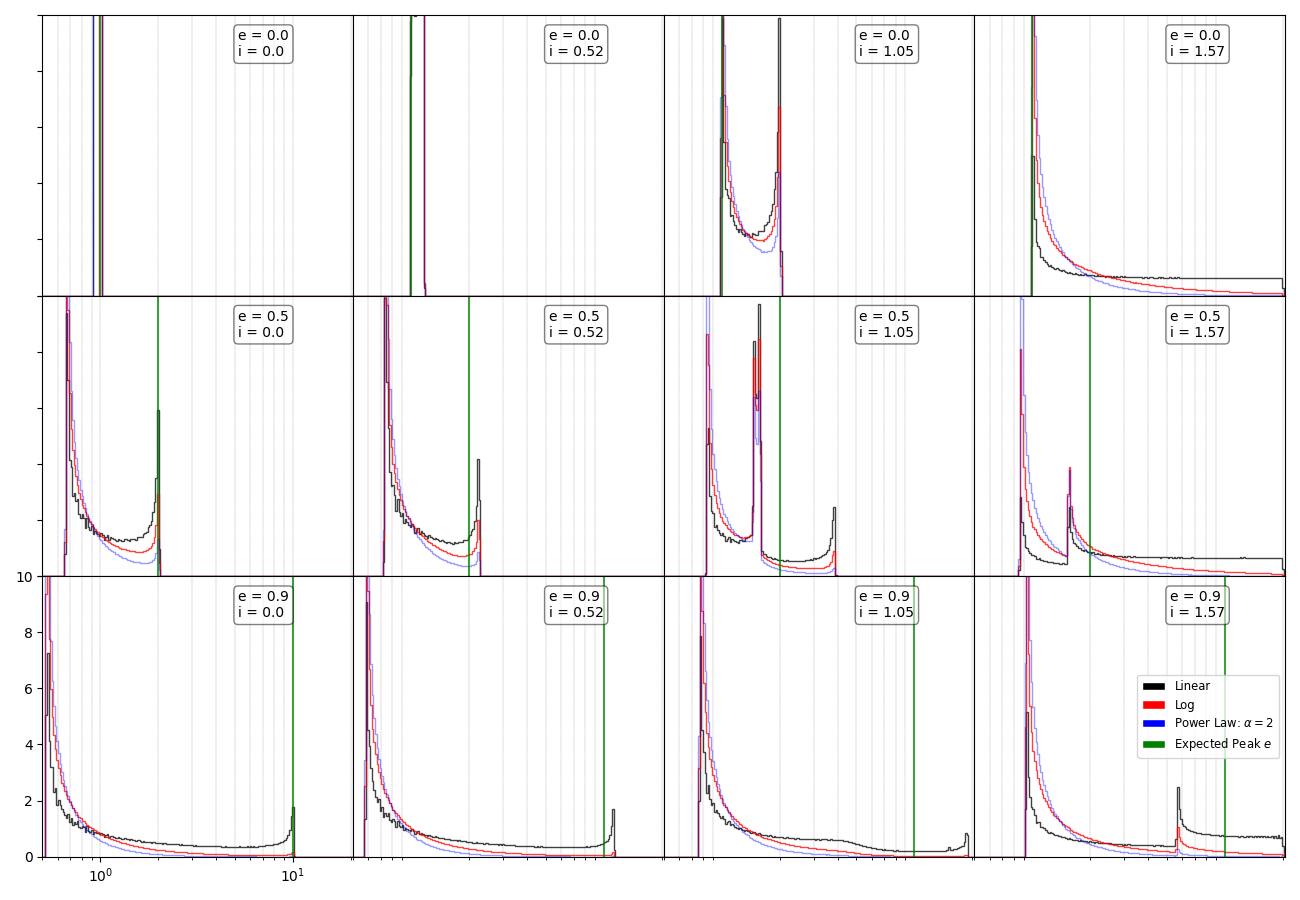 e = 0.0
i = 0.0
e = 0.0
i = 0.52
e = 0.0
i = 1.05
e = 0.0
i = 1.57
e = 0.5
i = 0.0
e = 0.5
i = 0.52
e = 0.5
i = 1.05
e = 0.5
i = 1.57
10
8
6
4
2
0
e = 0.9
i = 0.0
e = 0.9
i = 0.52
e = 0.9
i = 1.05
e = 0.9
i = 1.57
Linear
Log
Power Law: α = 2
Expected Peak e
10⁰
10¹